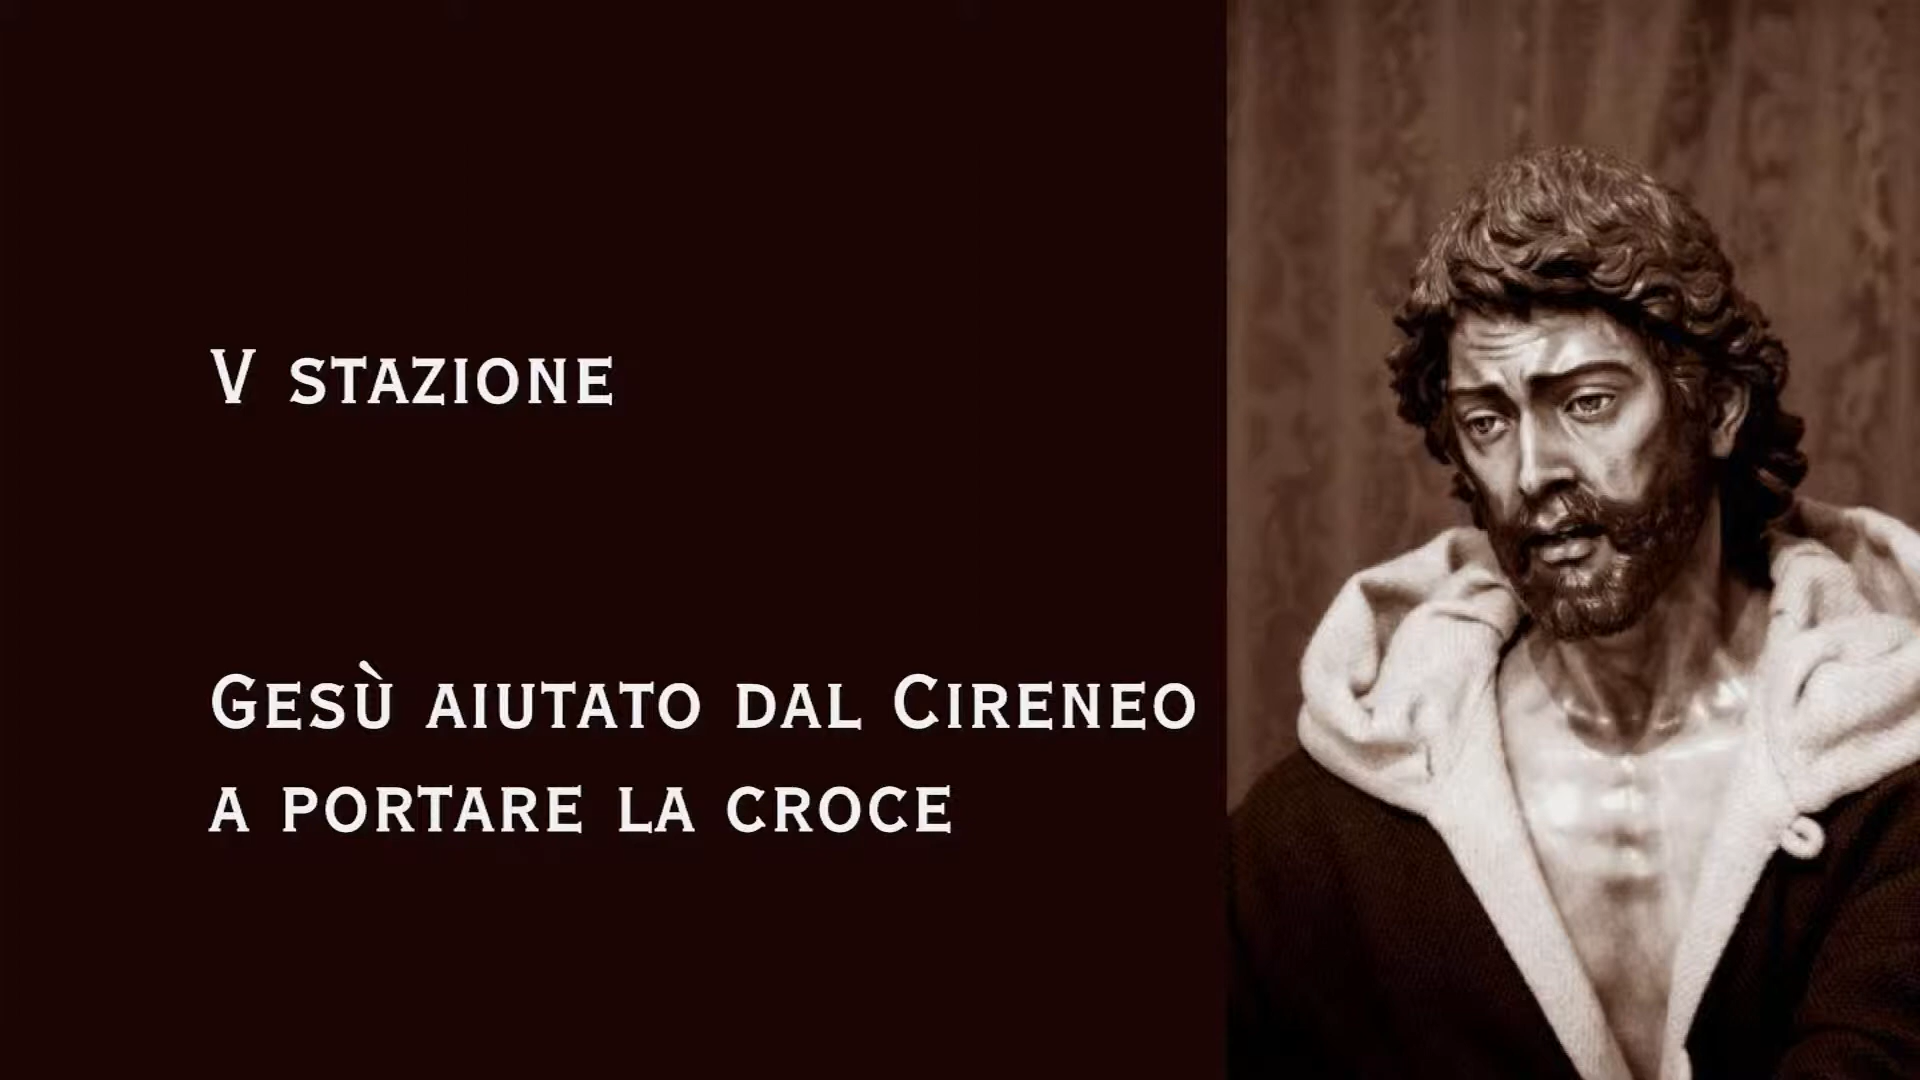 V STAZIONE
GESÙ AIUTATO DAL CIRENEO
A PORTARE LA CROCE